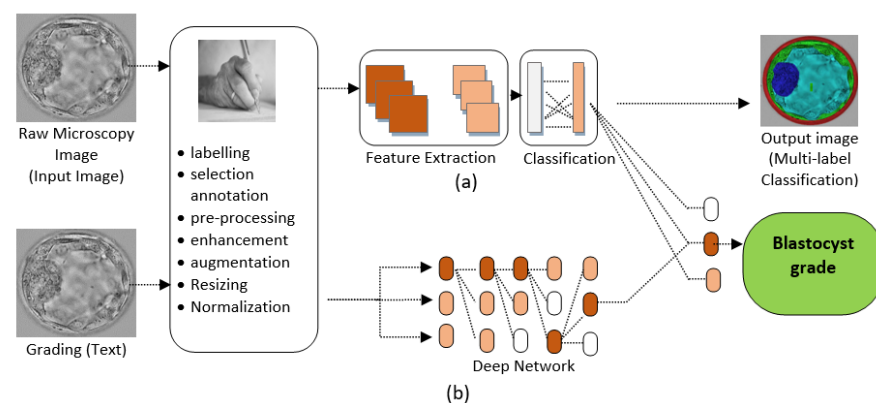 Raw Microscopy
Image
(Input Image)
Grading (Text)
• labelling
• selection
annotation
• pre-processing
• enhancement
• augmentation
• Resizing
• Normalization
Feature Extraction
Classification
(a)
Output image
(Multi-label
Classification)
Blastocyst
grade
Deep Network
(b)